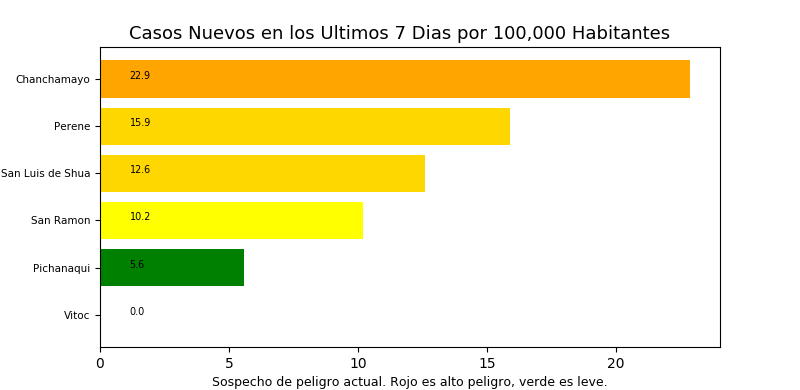 Casos Nuevos en los Ultimos 7 Dias por 100,000 Habitantes
Chanchamayo 22.9
Perene 15.9
San Luis de Shua 12.6
San Ramon 10.2
Pichanaqui 5.6
Vitoc 0.0
0 5 10 15 20
Sospecho de peligro actual. Rojo es alto peligro, verde es leve.